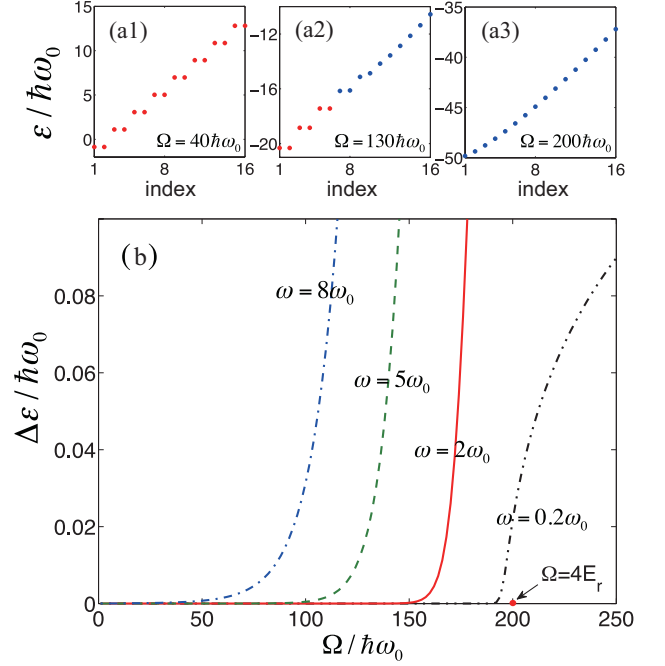 (a1) (a2) (a3)
ε / ħω₀
15
10
5
0
-12
-16
-20
-35
-40
-45
-50
Ω = 40ħω₀
Ω = 130ħω₀
Ω = 200ħω₀
1 8 16
1 8 16
1 8 16
index index index
(b)
Δε / ħω₀
0.08
0.06
0.04
0.02
0
ω = 8ω₀
ω = 5ω₀
ω = 2ω₀
ω = 0.2ω₀
Ω=4Eᵣ
0 50 100 150 200 250
Ω / ħω₀